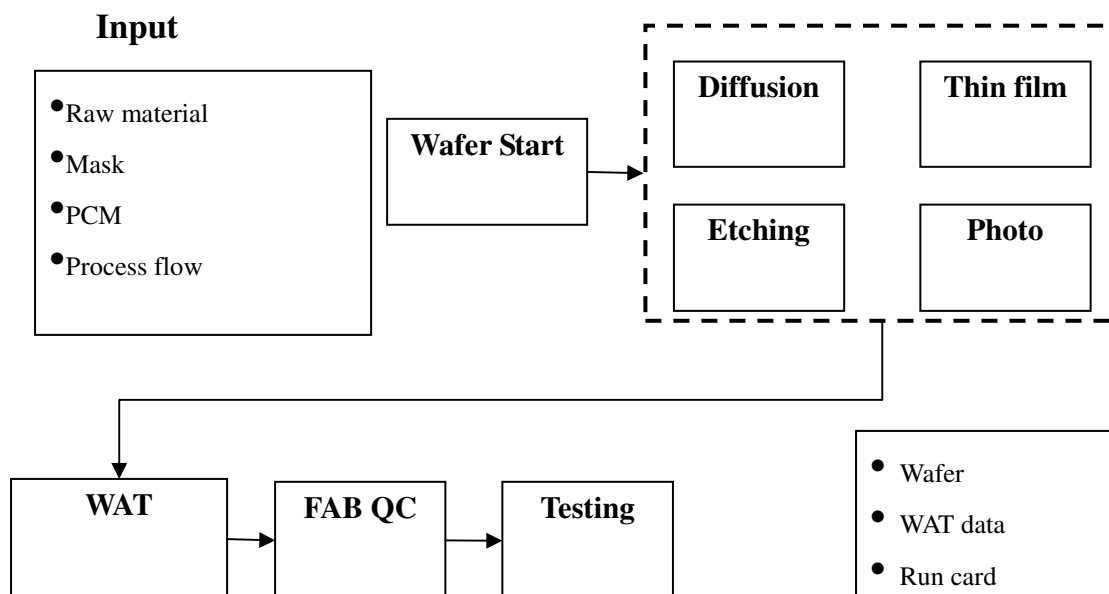 Input
●Raw material
●Mask
●PCM
●Process flow
Wafer Start
Diffusion
Thin film
Etching
Photo
WAT
FAB QC
Testing
● Wafer
● WAT data
● Run card